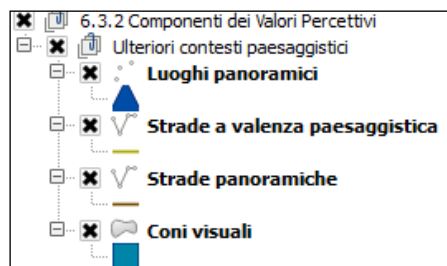 6.3.2 Componenti dei Valori Percettivi
Ulteriori contesti paesaggistici
Luoghi panoramici
Strade a valenza paesaggistica
Strade panoramiche
Coni visuali